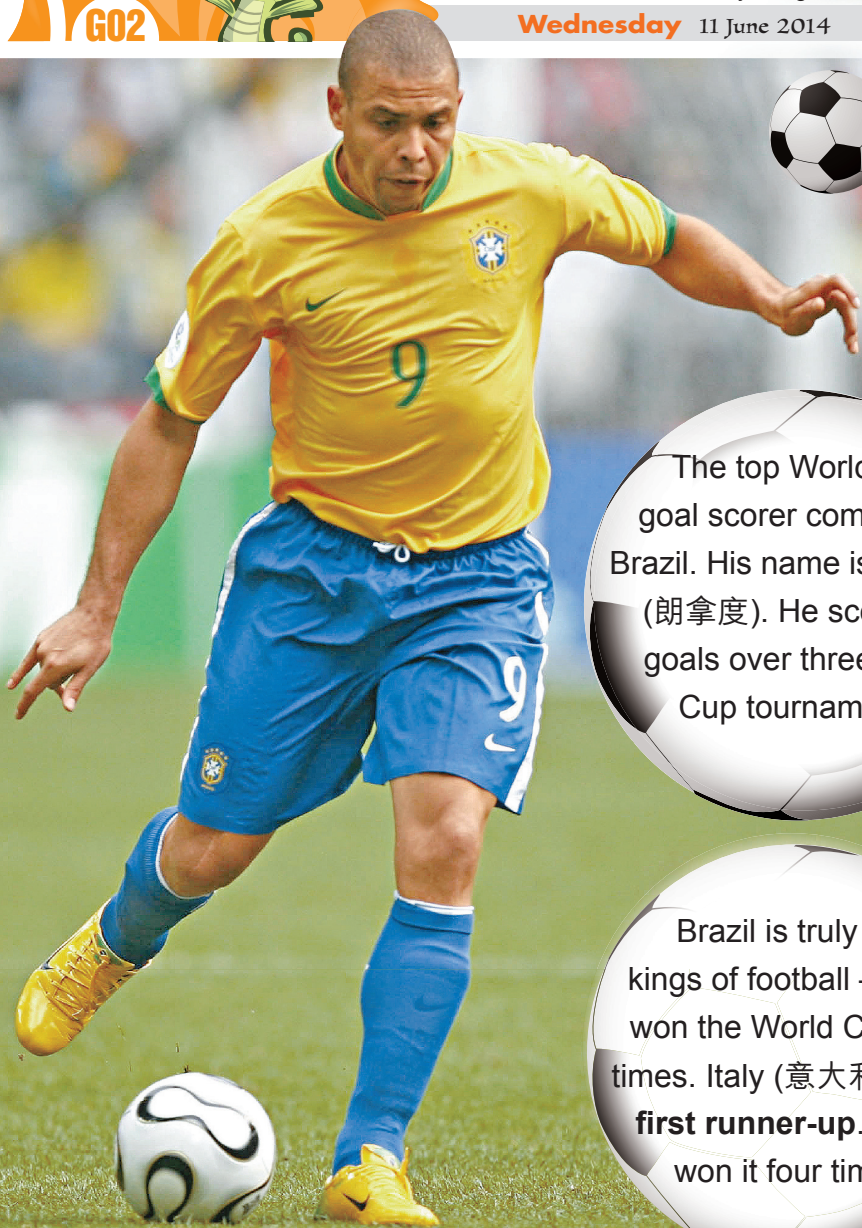 G02
Wednesday 11 June 2014
9
9
The top World
goal scorer com
Brazil. His name is
(朗拿度). He sco
goals over three
Cup tournam
Brazil is truly
kings of football -
won the World C
times. Italy (意大利
first runner-up.
won it four tim